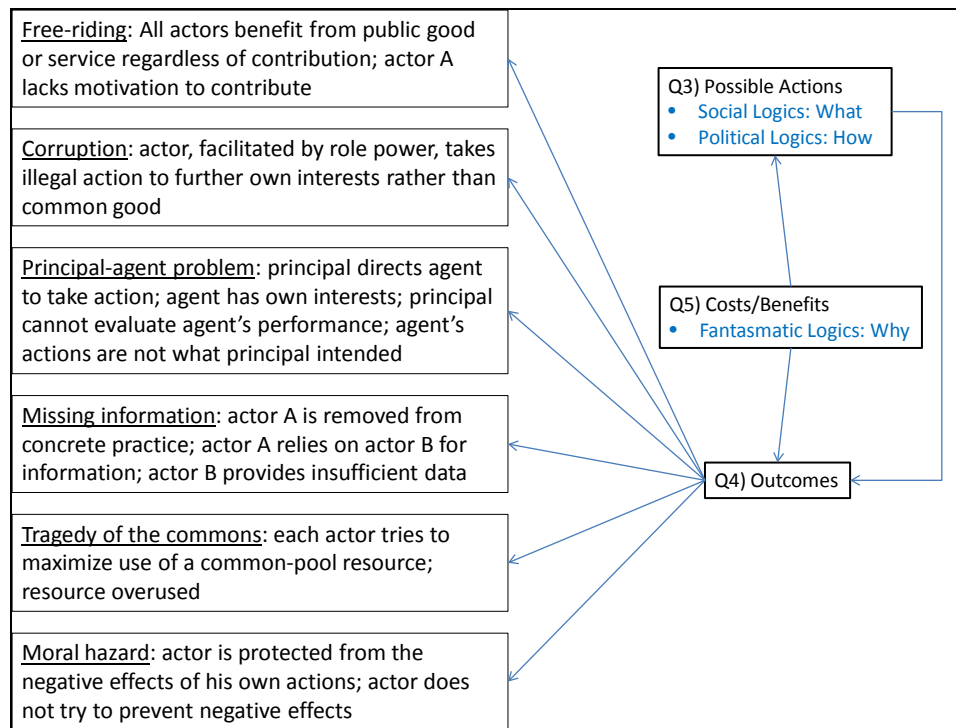 Free-riding: All actors benefit from public good
or service regardless of contribution; actor A
lacks motivation to contribute
Corruption: actor, facilitated by role power, takes
illegal action to further own interests rather than
common good
Principal-agent problem: principal directs agent
to take action; agent has own interests; principal
cannot evaluate agent’s performance; agent’s
actions are not what principal intended
Missing information: actor A is removed from
concrete practice; actor A relies on actor B for
information; actor B provides insufficient data
Tragedy of the commons: each actor tries to
maximize use of a common-pool resource;
resource overused
Moral hazard: actor is protected from the
negative effects of his own actions; actor does
not try to prevent negative effects
Q3) Possible Actions
• Social Logics: What
• Political Logics: How
Q5) Costs/Benefits
• Fantasmatic Logics: Why
Q4) Outcomes